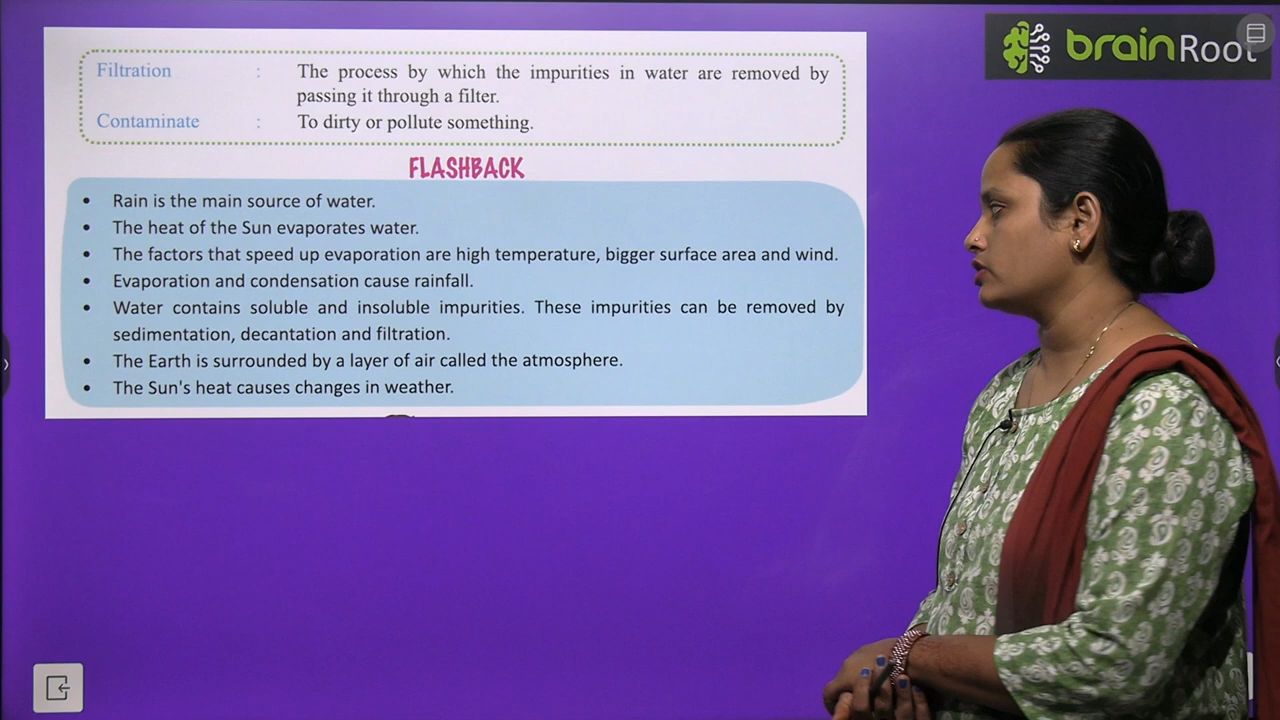 brainRoot
Filtration : The process by which the impurities in water are removed by
passing it through a filter.
Contaminate : To dirty or pollute something.
FLASHBACK
• Rain is the main source of water.
• The heat of the Sun evaporates water.
• The factors that speed up evaporation are high temperature, bigger surface area and wind.
• Evaporation and condensation cause rainfall.
• Water contains soluble and insoluble impurities. These impurities can be removed by
sedimentation, decantation and filtration.
• The Earth is surrounded by a layer of air called the atmosphere.
• The Sun's heat causes changes in weather.